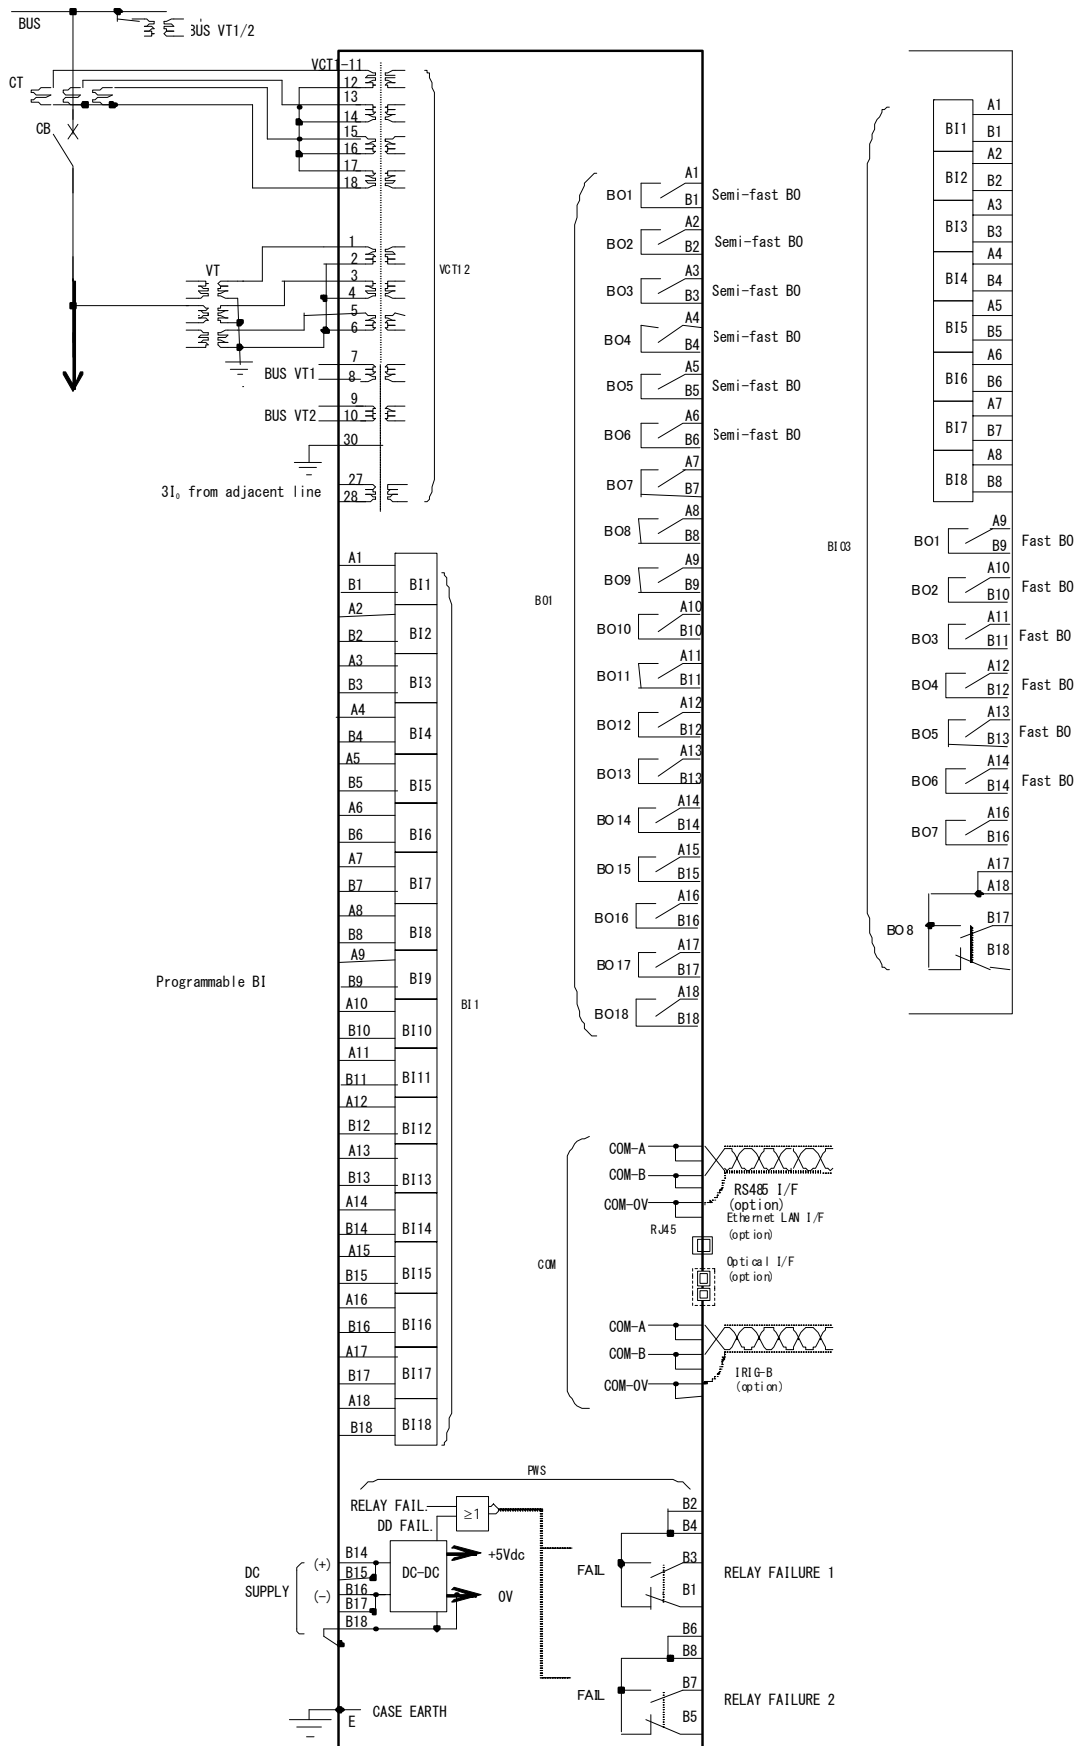 BUS
BUS VT1/2
CT
CB
VT
VCT1-11
12
13
14
15
16
17
18
1
2
3
4
5
6
VCT12
BUS VT1
7
8
BUS VT2
9
10
30
3I₀ from adjacent line
27
28
Programmable BI
A1
B1
BI1
A2
B2
BI2
A3
B3
BI3
A4
B4
BI4
A5
B5
BI5
A6
B6
BI6
A7
B7
BI7
A8
B8
BI8
A9
B9
BI9
A10
B10
BI10
A11
B11
BI11
A12
B12
BI12
A13
B13
BI13
A14
B14
BI14
A15
B15
BI15
A16
B16
BI16
A17
B17
BI17
A18
B18
BI18
BI1
BO1
BO1
A1
B1
Semi-fast BO
BO2
A2
B2
Semi-fast BO
BO3
A3
B3
Semi-fast BO
BO4
A4
B4
Semi-fast BO
BO5
A5
B5
Semi-fast BO
BO6
A6
B6
Semi-fast BO
BO7
A7
B7
BO8
A8
B8
BO9
A9
B9
BO10
A10
B10
BO11
A11
B11
BO12
A12
B12
BO13
A13
B13
BO14
A14
B14
BO15
A15
B15
BO16
A16
B16
BO17
A17
B17
BO18
A18
B18
BIO3
BI1
A1
B1
BI2
A2
B2
BI3
A3
B3
BI4
A4
B4
BI5
A5
B5
BI6
A6
B6
BI7
A7
B7
BI8
A8
B8
BO1
A9
B9
Fast BO
BO2
A10
B10
Fast BO
BO3
A11
B11
Fast BO
BO4
A12
B12
Fast BO
BO5
A13
B13
Fast BO
BO6
A14
B14
Fast BO
BO7
A16
B16
BO8
A17
A18
B17
B18
COM
COM-A
COM-B
COM-0V
RS485 I/F
(option)
RJ45
Ethernet LAN I/F
(option)
Optical I/F
(option)
COM-A
COM-B
COM-0V
IRIG-B
(option)
PWS
RELAY FAIL.
DD FAIL.
≥1
DC
SUPPLY
(+)
(-)
B14
B15
B16
B17
B18
DC-DC
+5Vdc
0V
FAIL
B2
B4
B3
B1
RELAY FAILURE 1
FAIL
B6
B8
B7
B5
RELAY FAILURE 2
E
CASE EARTH